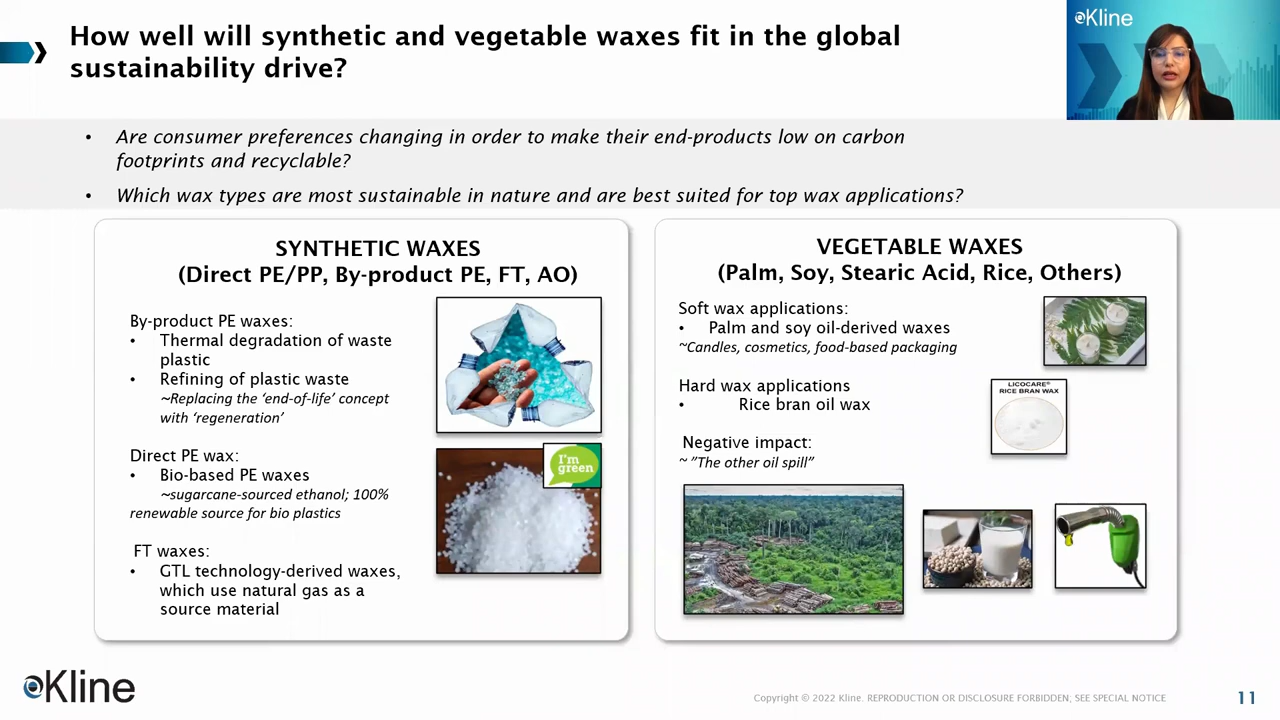 How well will synthetic and vegetable waxes fit in the global
sustainability drive?
Kline
• Are consumer preferences changing in order to make their end-products low on carbon
footprints and recyclable?
• Which wax types are most sustainable in nature and are best suited for top wax applications?
SYNTHETIC WAXES
(Direct PE/PP, By-product PE, FT, AO)
By-product PE waxes:
• Thermal degradation of waste
plastic
• Refining of plastic waste
~Replacing the ‘end-of-life’ concept
with ‘regeneration’
Direct PE wax:
• Bio-based PE waxes
~sugarcane-sourced ethanol; 100%
renewable source for bio plastics
I'm
green
FT waxes:
• GTL technology-derived waxes,
which use natural gas as a
source material
VEGETABLE WAXES
(Palm, Soy, Stearic Acid, Rice, Others)
Soft wax applications:
• Palm and soy oil-derived waxes
~Candles, cosmetics, food-based packaging
Hard wax applications
• Rice bran oil wax
LICOCARE®
RICE BRAN WAX
Negative impact:
~ ”The other oil spill”
Kline
Copyright © 2022 Kline. REPRODUCTION OR DISCLOSURE FORBIDDEN; SEE SPECIAL NOTICE
11